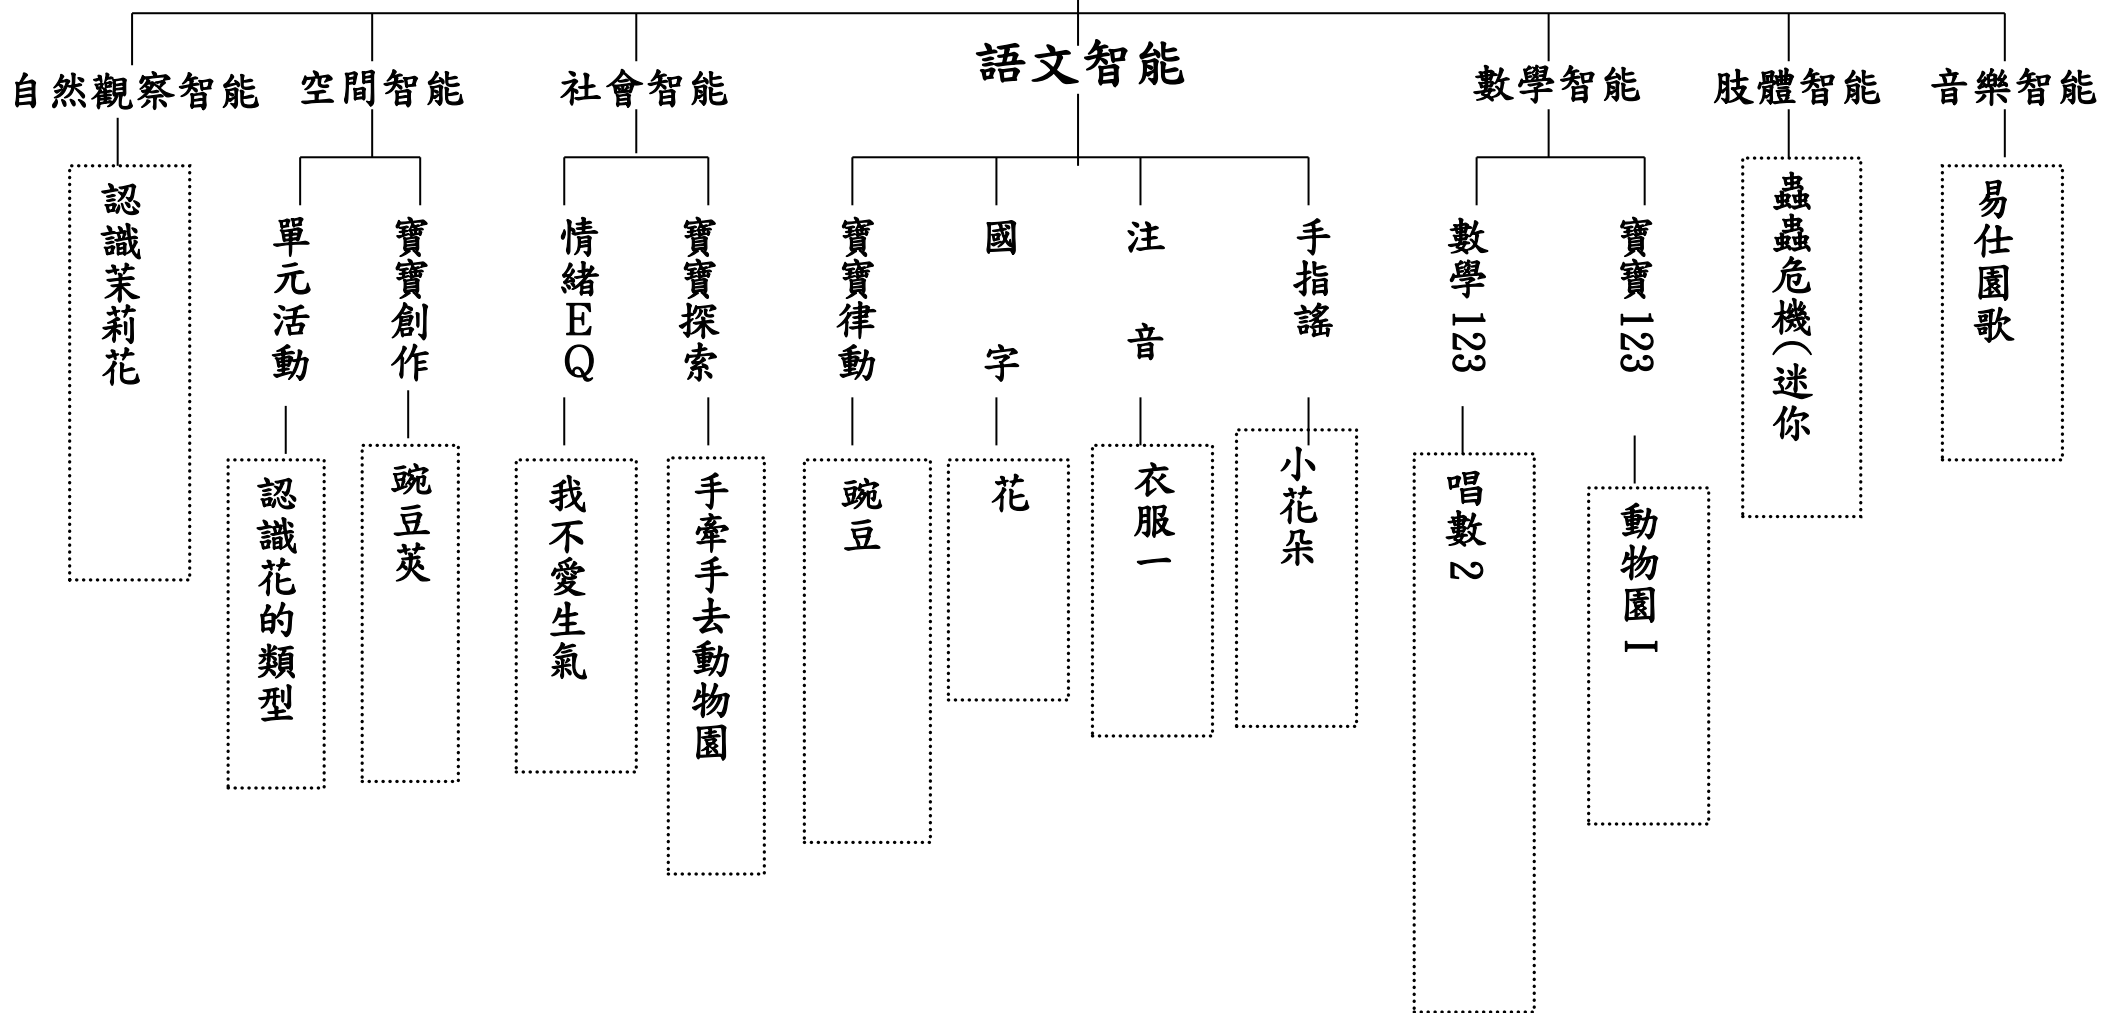 自然觀察智能
空間智能
社會智能
語文智能
數學智能
肢體智能
音樂智能
認識茉莉花
單元活動
寶寶創作
情緒EQ
寶寶探索
寶寶律動
國字
注音
手指謠
數學123
寶寶123
蟲蟲危機(迷你
易仕園歌
認識花的類型
豌豆莢
我不愛生氣
手牽手去動物園
豌豆
花
衣服一
小花朵
唱數2
動物園I